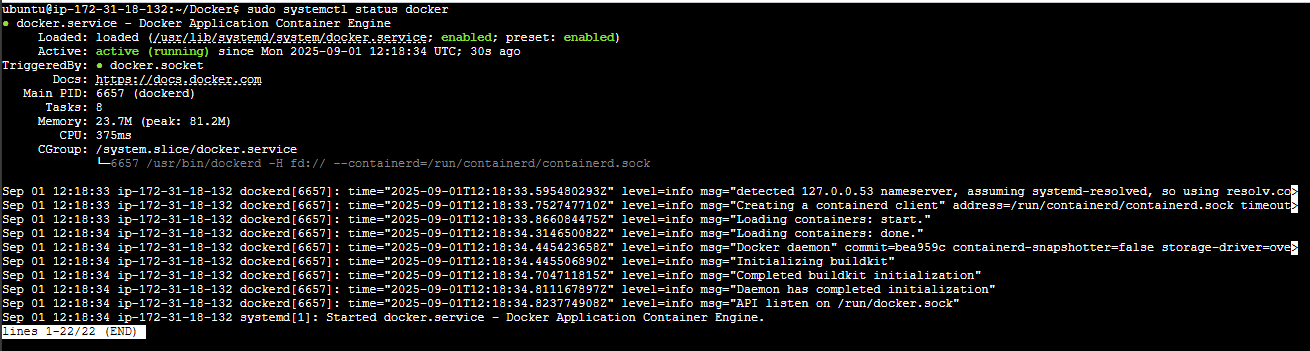 ubuntu@ip-172-31-18-132:~/Docker$ sudo systemctl status docker
● docker.service - Docker Application Container Engine
     Loaded: loaded (/usr/lib/systemd/system/docker.service; enabled; preset: enabled)
     Active: active (running) since Mon 2025-09-01 12:18:34 UTC; 30s ago
TriggeredBy: ● docker.socket
       Docs: https://docs.docker.com
   Main PID: 6657 (dockerd)
      Tasks: 8
     Memory: 23.7M (peak: 81.2M)
        CPU: 375ms
     CGroup: /system.slice/docker.service
             └─6657 /usr/bin/dockerd -H fd:// --containerd=/run/containerd/containerd.sock

Sep 01 12:18:33 ip-172-31-18-132 dockerd[6657]: time="2025-09-01T12:18:33.595480293Z" level=info msg="detected 127.0.0.53 nameserver, assuming systemd-resolved, so using resolv.co>
Sep 01 12:18:33 ip-172-31-18-132 dockerd[6657]: time="2025-09-01T12:18:33.752747710Z" level=info msg="Creating a containerd client" address=/run/containerd/containerd.sock timeout>
Sep 01 12:18:33 ip-172-31-18-132 dockerd[6657]: time="2025-09-01T12:18:33.866084475Z" level=info msg="Loading containers: start."
Sep 01 12:18:34 ip-172-31-18-132 dockerd[6657]: time="2025-09-01T12:18:34.314650082Z" level=info msg="Loading containers: done."
Sep 01 12:18:34 ip-172-31-18-132 dockerd[6657]: time="2025-09-01T12:18:34.445423658Z" level=info msg="Docker daemon" commit=bea959c containerd-snapshotter=false storage-driver=ove>
Sep 01 12:18:34 ip-172-31-18-132 dockerd[6657]: time="2025-09-01T12:18:34.445506890Z" level=info msg="Initializing buildkit"
Sep 01 12:18:34 ip-172-31-18-132 dockerd[6657]: time="2025-09-01T12:18:34.704711815Z" level=info msg="Completed buildkit initialization"
Sep 01 12:18:34 ip-172-31-18-132 dockerd[6657]: time="2025-09-01T12:18:34.811167897Z" level=info msg="Daemon has completed initialization"
Sep 01 12:18:34 ip-172-31-18-132 dockerd[6657]: time="2025-09-01T12:18:34.823774908Z" level=info msg="API listen on /run/docker.sock"
Sep 01 12:18:34 ip-172-31-18-132 systemd[1]: Started docker.service - Docker Application Container Engine.
lines 1-22/22 (END)